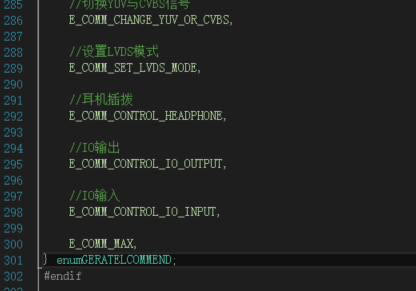 285 //切换YUV与CVBS信号
286 E_COMM_CHANGE_YUV_OR_CVBS,
287
288 //设置LVDS模式
289 E_COMM_SET_LVDS_MODE,
290
291 //耳机插拨
292 E_COMM_CONTROL_HEADPHONE,
293
294 //IO输出
295 E_COMM_CONTROL_IO_OUTPUT,
296
297 //IO输入
298 E_COMM_CONTROL_IO_INPUT,
299
300 E_COMM_MAX,
301 } enumGERATELCOMMEND;
302 #endif